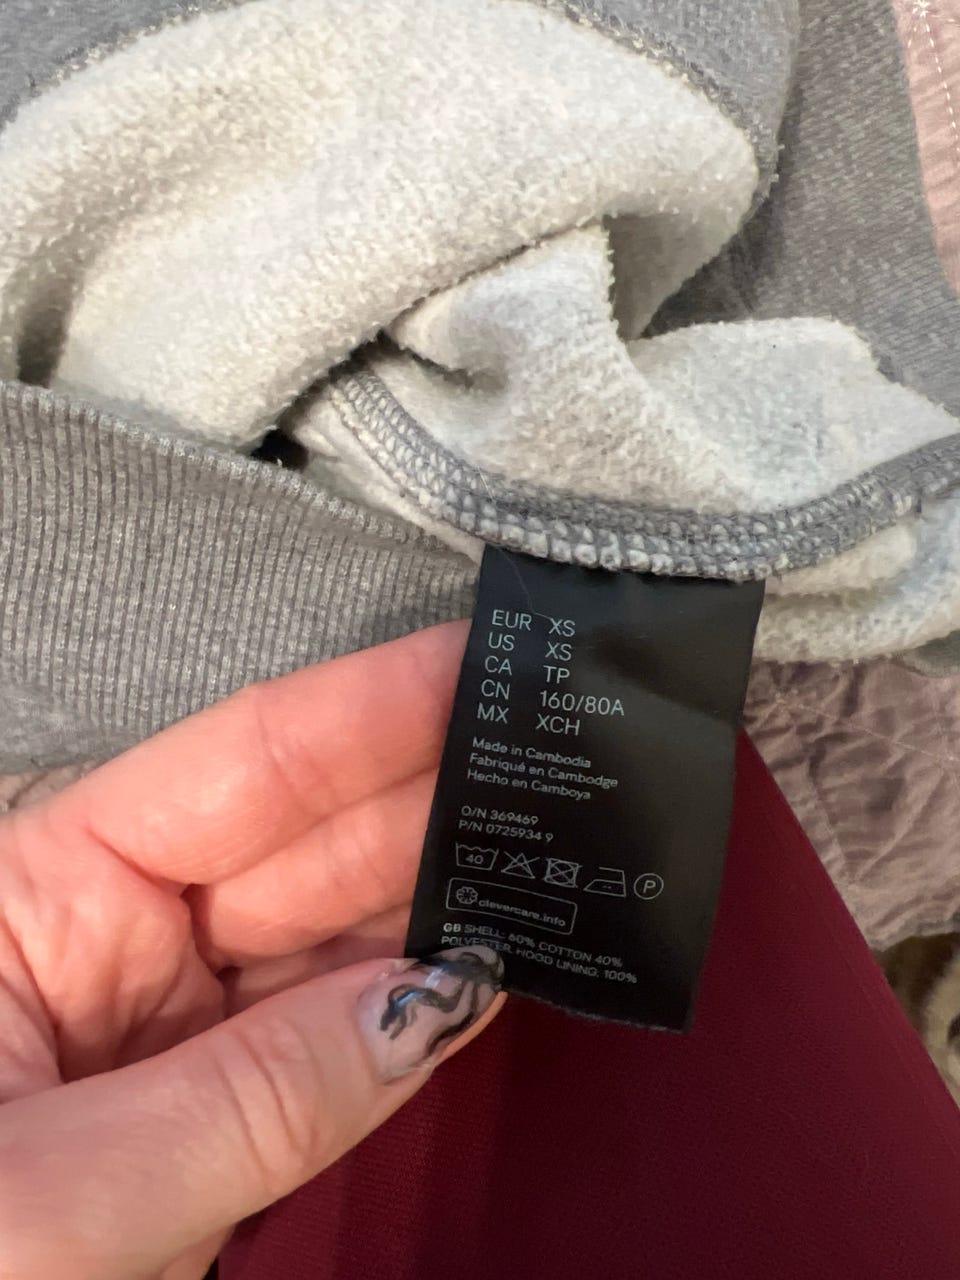 EUR XS
US XS
CA TP
CN 160/80A
MX XCH
Made in Cambodia
Fabriqué en Cambodge
Hecho en Camboya
O/N 369469
P/N 0725934 9
40
P
clevercare.info
GB SHELL: 60% COTTON 40%
POLYESTER, HOOD LINING: 100%